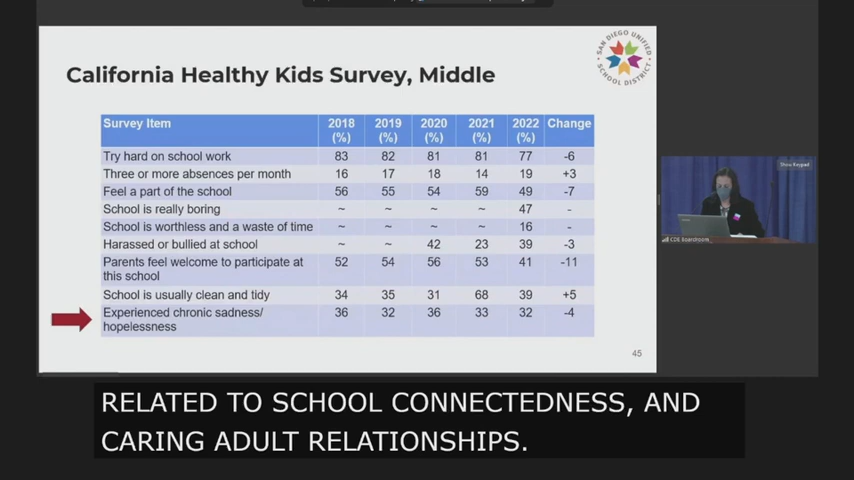 SAN DIEGO UNIFIED
SCHOOL DISTRICT
California Healthy Kids Survey, Middle
Survey Item 2018 (%) 2019 (%) 2020 (%) 2021 (%) 2022 (%) Change
Try hard on school work 83 82 81 81 77 -6
Three or more absences per month 16 17 18 14 19 +3
Feel a part of the school 56 55 54 59 49 -7
School is really boring ~ ~ ~ ~ 47 -
School is worthless and a waste of time ~ ~ ~ ~ 16 -
Harassed or bullied at school ~ ~ 42 23 39 -3
Parents feel welcome to participate at 52 54 56 53 41 -11
this school
School is usually clean and tidy 34 35 31 68 39 +5
Experienced chronic sadness/ 36 32 36 33 32 -4
hopelessness
45
Show Keypad
CDE Boardroom
RELATED TO SCHOOL CONNECTEDNESS, AND
CARING ADULT RELATIONSHIPS.